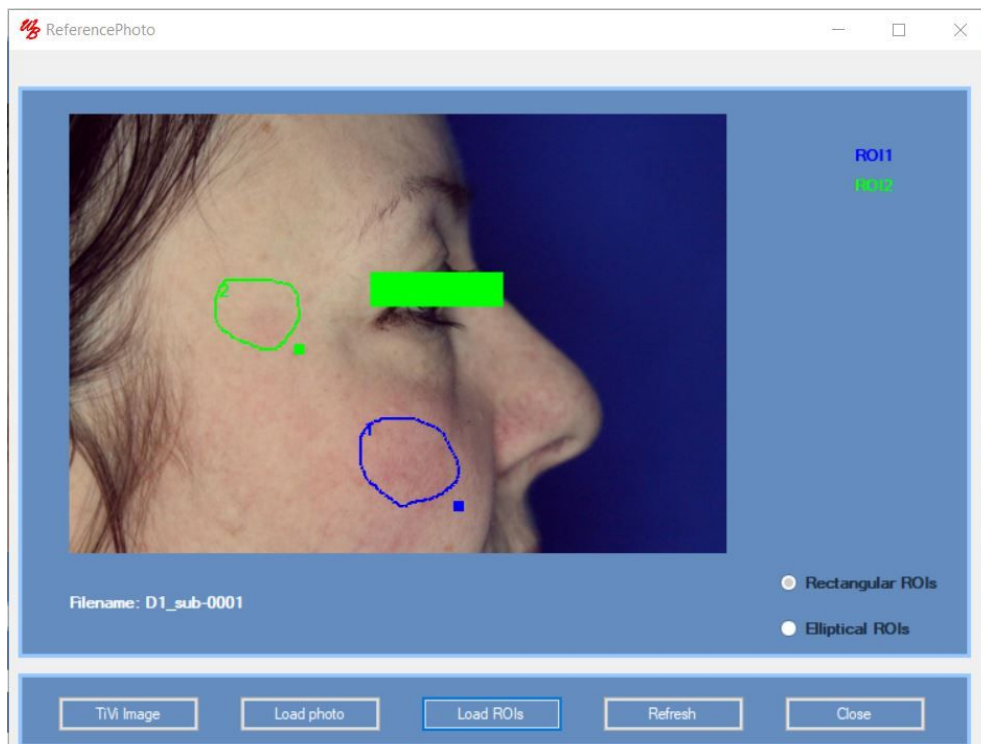 WB ReferencePhoto
ROI1
ROI2
2
1
Filename: D1_sub-0001
Rectangular ROIs
Elliptical ROIs
TiVi Image
Load photo
Load ROIs
Refresh
Close